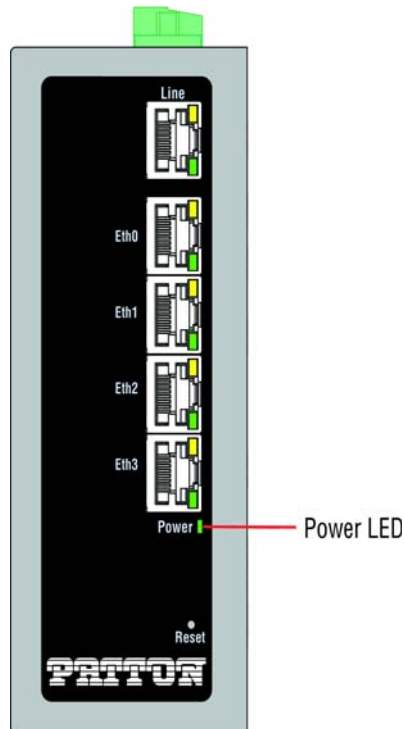 Line
Eth0
Eth1
Eth2
Eth3
Power
Power LED
Reset
PATTON